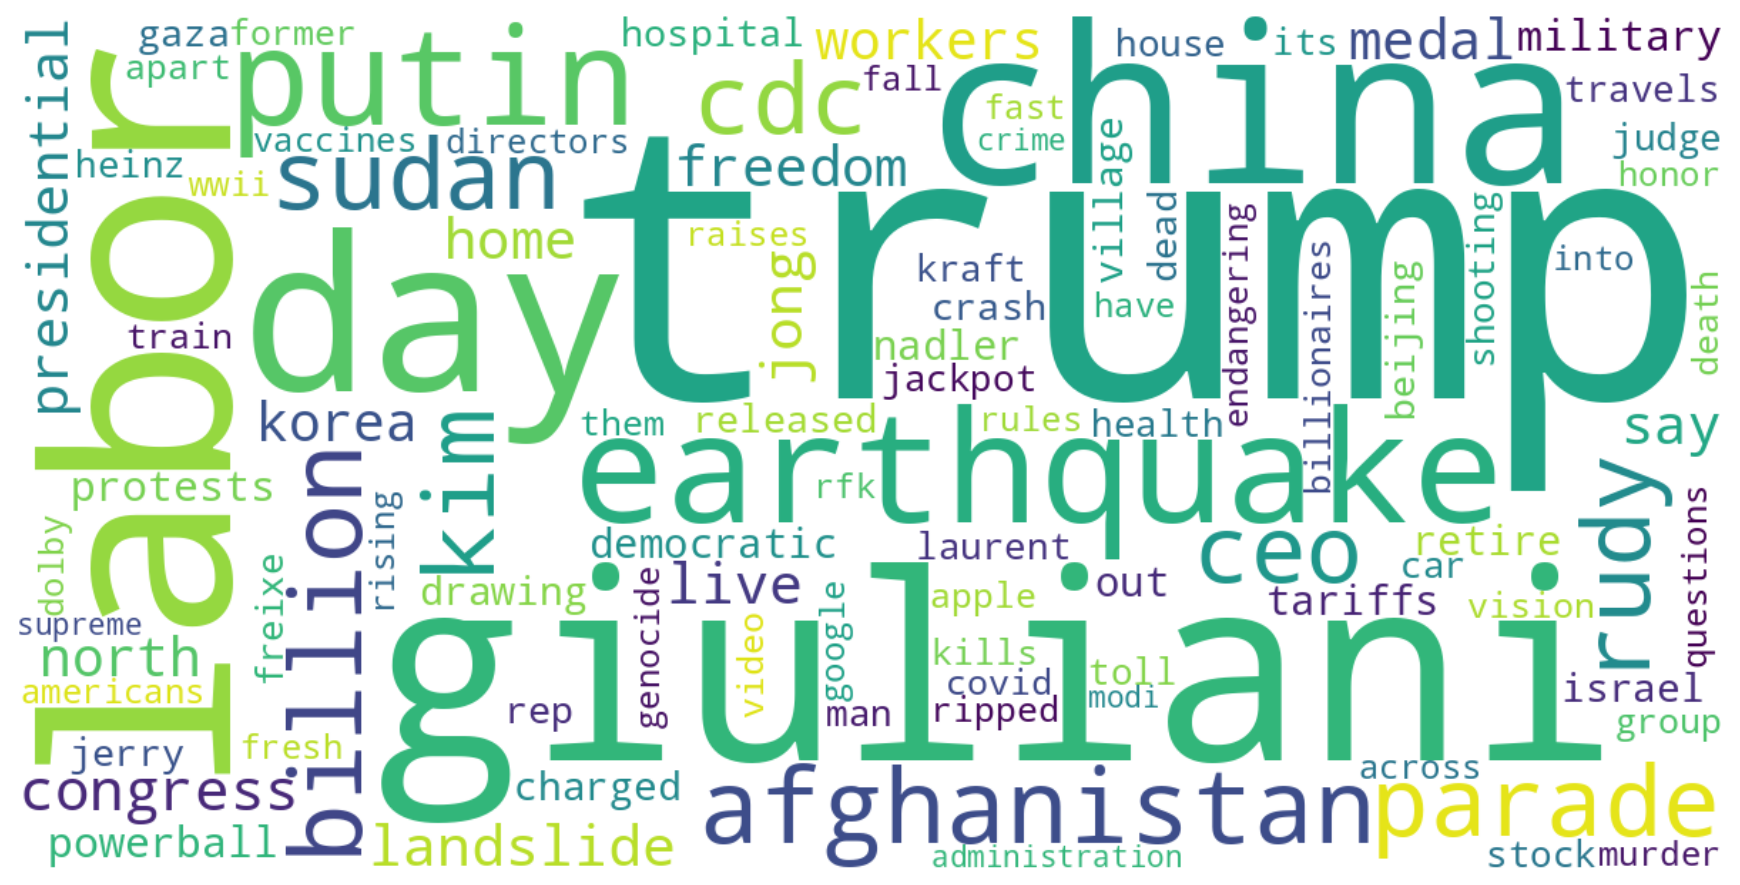 presidential
labor
gaza
former
apart
putin
hospital
workers
house
its
medal
military
cdc
fall
china
travels
fast
crime
judge
vaccines
directors
heinz
wwii
sudan
freedom
honor
village
trump
home
raises
jong
kraft
crash
have
dead
endangering
billionaires
beijing
shooting
into
death
day
train
nadler
jackpot
korea
kim
them
released
rules
health
say
earthquake
protests
rfk
billion
rising
rudy
questions
dolby
democratic
laurent
ceo
retire
car
freixe
drawing
genocide
live
out
apple
tariffs
vision
supreme
north
giuliani
video
google
kills
covid
toll
modi
americans
rep
man
ripped
israel
group
jerry
fresh
congress
charged
afghanistan
across
parade
powerball
landslide
administration
stock
murder